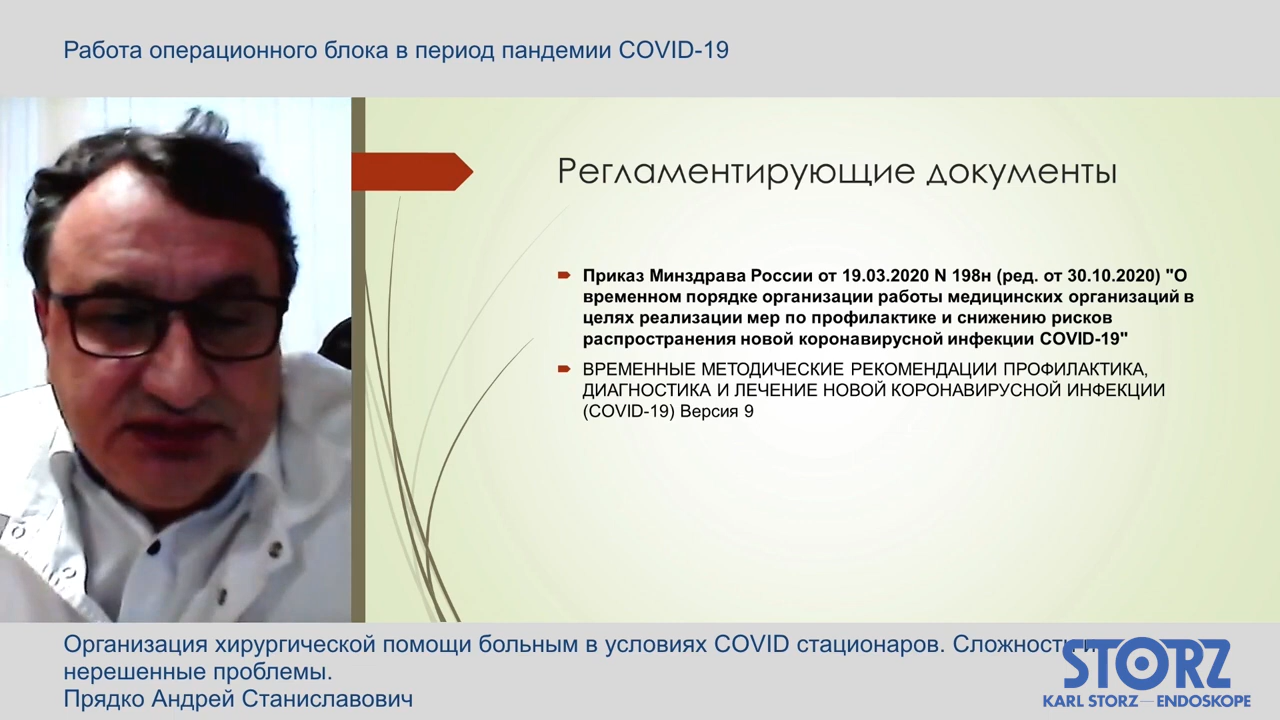 Работа операционного блока в период пандемии COVID-19
Регламентирующие документы
Приказ Минздрава России от 19.03.2020 N 198н (ред. от 30.10.2020) "О
временном порядке организации работы медицинских организаций в
целях реализации мер по профилактике и снижению рисков
распространения новой коронавирусной инфекции COVID-19"
ВРЕМЕННЫЕ МЕТОДИЧЕСКИЕ РЕКОМЕНДАЦИИ ПРОФИЛАКТИКА,
ДИАГНОСТИКА И ЛЕЧЕНИЕ НОВОЙ КОРОНАВИРУСНОЙ ИНФЕКЦИИ
(COVID-19) Версия 9
Организация хирургической помощи больным в условиях COVID стационаров. Сложности и
нерешенные проблемы.
Прядко Андрей Станиславович
STORZ
KARL STORZ—ENDOSKOPE